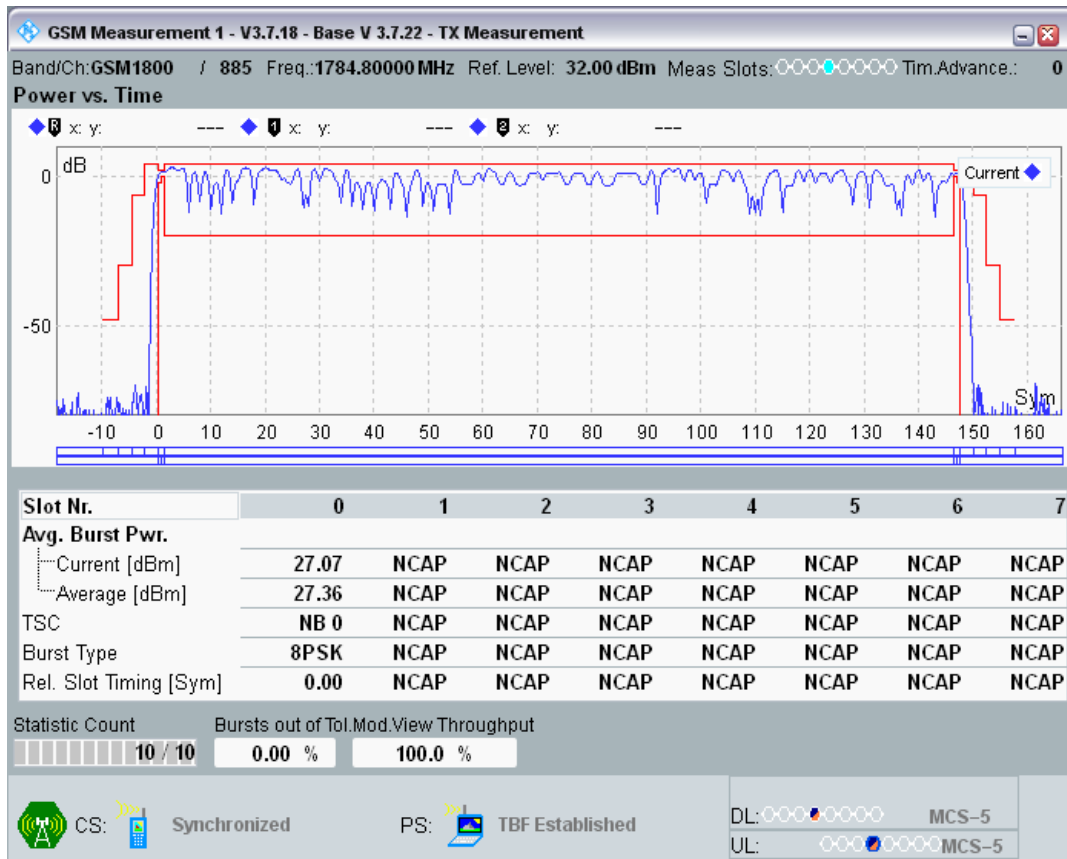 GSM Measurement 1 - V3.7.18 - Base V 3.7.22 - TX Measurement
Band/Ch:GSM1800 / 885 Freq.:1784.80000 MHz Ref. Level: 32.00 dBm Meas Slots: Tim.Advance.: 0
Power vs. Time
R x: y: --- 1 x: y: --- 2 x: y: ---
dB
Current
0
-50
Sym
-10 0 10 20 30 40 50 60 70 80 90 100 110 120 130 140 150 160
Slot Nr. 0 1 2 3 4 5 6 7
Avg. Burst Pwr.
Current [dBm] 27.07 NCAP NCAP NCAP NCAP NCAP NCAP NCAP
Average [dBm] 27.36 NCAP NCAP NCAP NCAP NCAP NCAP NCAP
TSC NB 0 NCAP NCAP NCAP NCAP NCAP NCAP NCAP
Burst Type 8PSK NCAP NCAP NCAP NCAP NCAP NCAP NCAP
Rel. Slot Timing [Sym] 0.00 NCAP NCAP NCAP NCAP NCAP NCAP NCAP
Statistic Count Bursts out of Tol.Mod.View Throughput
10 / 10 0.00 % 100.0 %
CS: Synchronized PS: TBF Established DL: MCS-5
UL: MCS-5